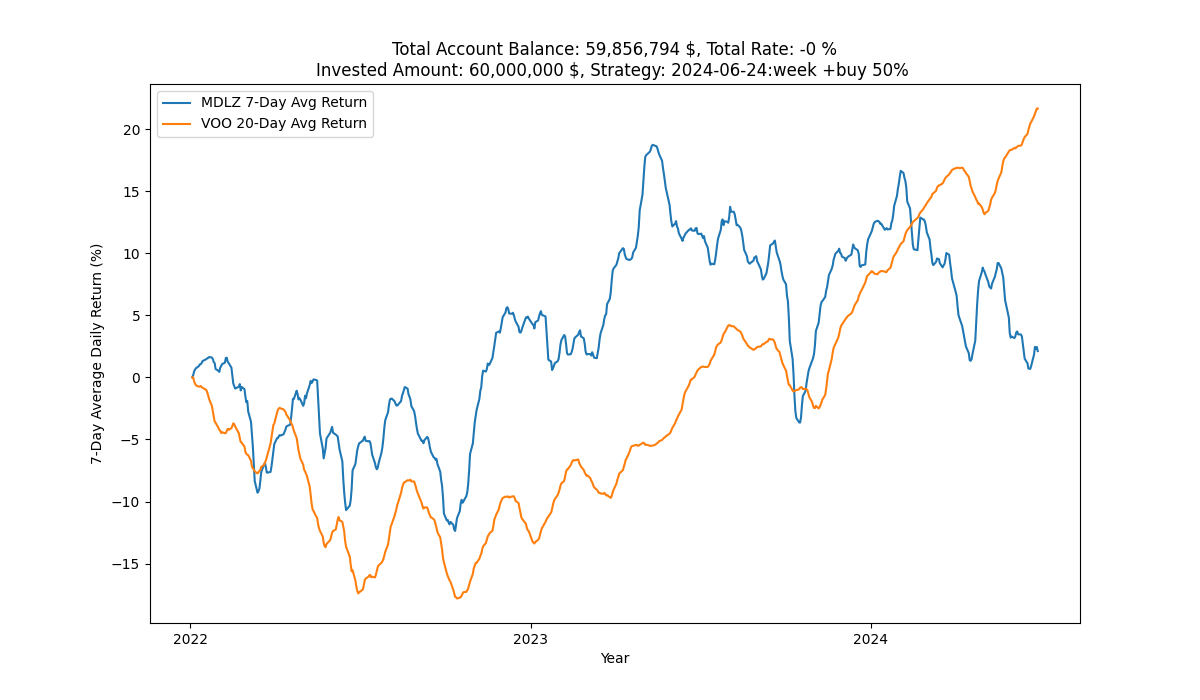 Total Account Balance: 59,856,794 $, Total Rate: -0 %
Invested Amount: 60,000,000 $, Strategy: 2024-06-24:week +buy 50%
MDLZ 7-Day Avg Return
VOO 20-Day Avg Return
7-Day Average Daily Return (%)
20
15
10
5
0
−5
−10
−15
2022
2023
2024
Year